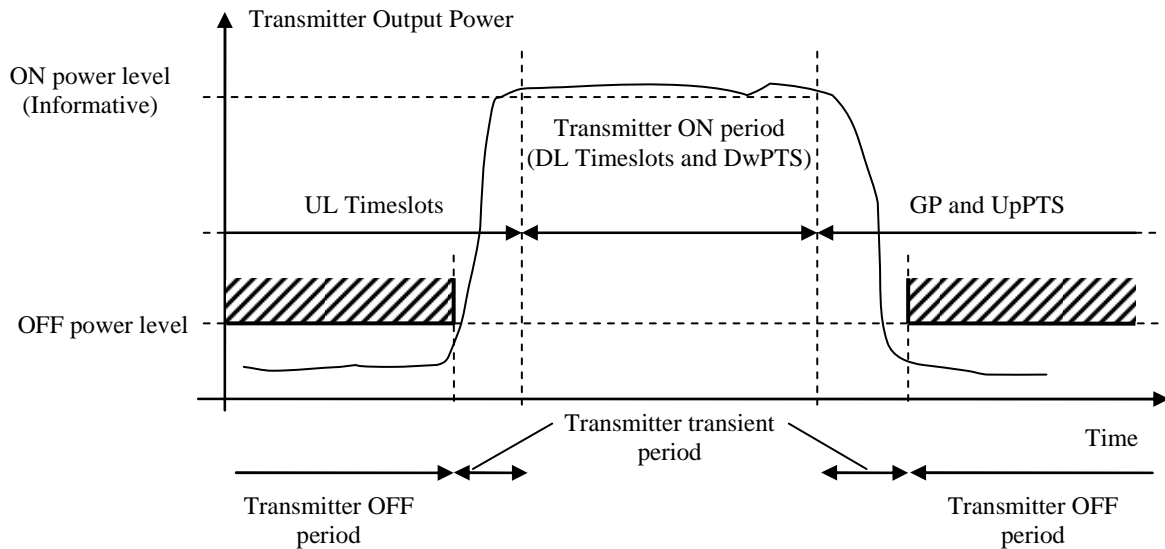 Transmitter Output Power
ON power level
(Informative)
Transmitter ON period
(DL Timeslots and DwPTS)
UL Timeslots
GP and UpPTS
OFF power level
Transmitter transient
period
Time
Transmitter OFF
period
Transmitter OFF
period